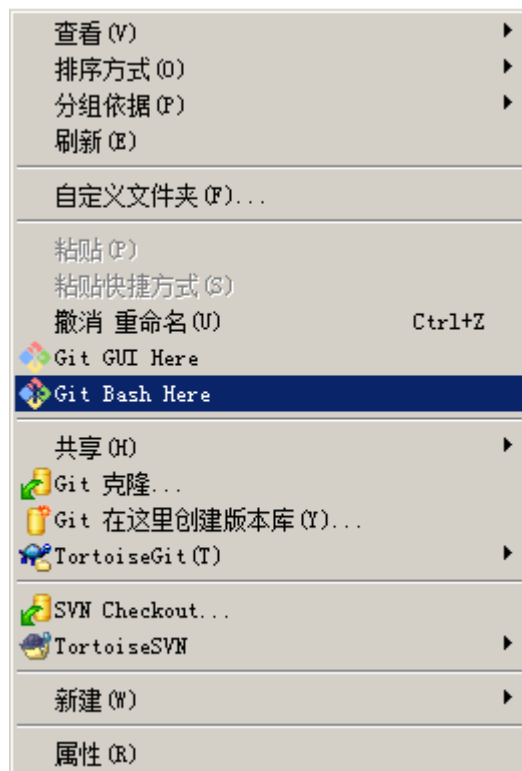 查看(V)
排序方式(O)
分组依据(P)
刷新(E)
自定义文件夹(F)...
粘贴(P)
粘贴快捷方式(S)
撤消 重命名(U) Ctrl+Z
Git GUI Here
Git Bash Here
共享(H)
Git 克隆...
Git 在这里创建版本库(Y)...
TortoiseGit(T)
SVN Checkout...
TortoiseSVN
新建(W)
属性(R)